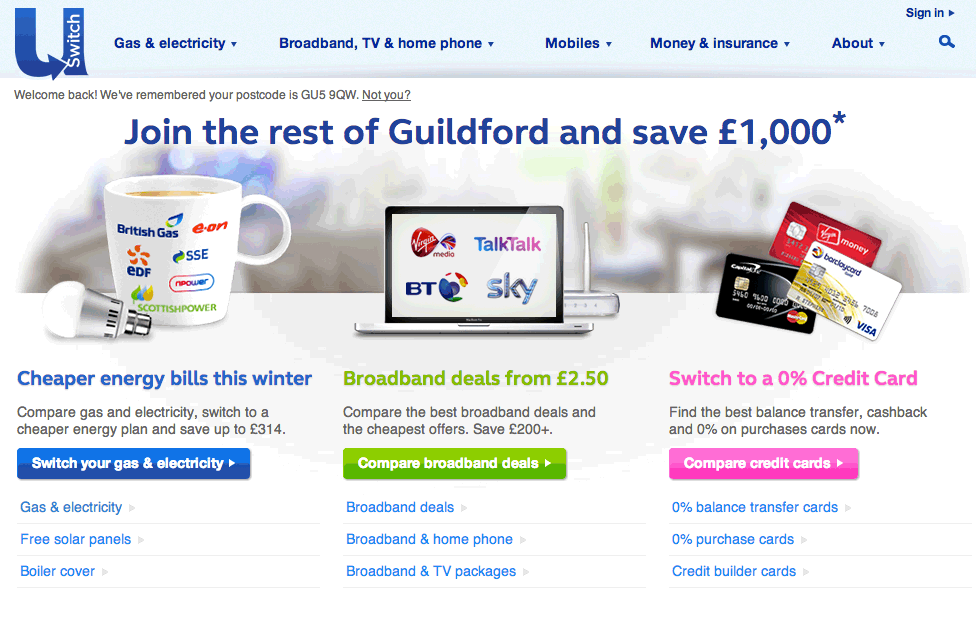 U Switch
Sign in
Gas & electricity
Broadband, TV & home phone
Mobiles
Money & insurance
About
Welcome back! We've remembered your postcode is GU5 9QW. Not you?
Join the rest of Guildford and save £1,000*
British Gas
e·on
EDF
SSE
npower
SCOTTISHPOWER
Virgin media
TalkTalk
BT
sky
Virgin money
barclaycard
Capital One
MasterCard
VISA
Cheaper energy bills this winter
Compare gas and electricity, switch to a
cheaper energy plan and save up to £314.
Switch your gas & electricity
Gas & electricity
Free solar panels
Boiler cover
Broadband deals from £2.50
Compare the best broadband deals and
the cheapest offers. Save £200+.
Compare broadband deals
Broadband deals
Broadband & home phone
Broadband & TV packages
Switch to a 0% Credit Card
Find the best balance transfer, cashback
and 0% on purchases cards now.
Compare credit cards
0% balance transfer cards
0% purchase cards
Credit builder cards